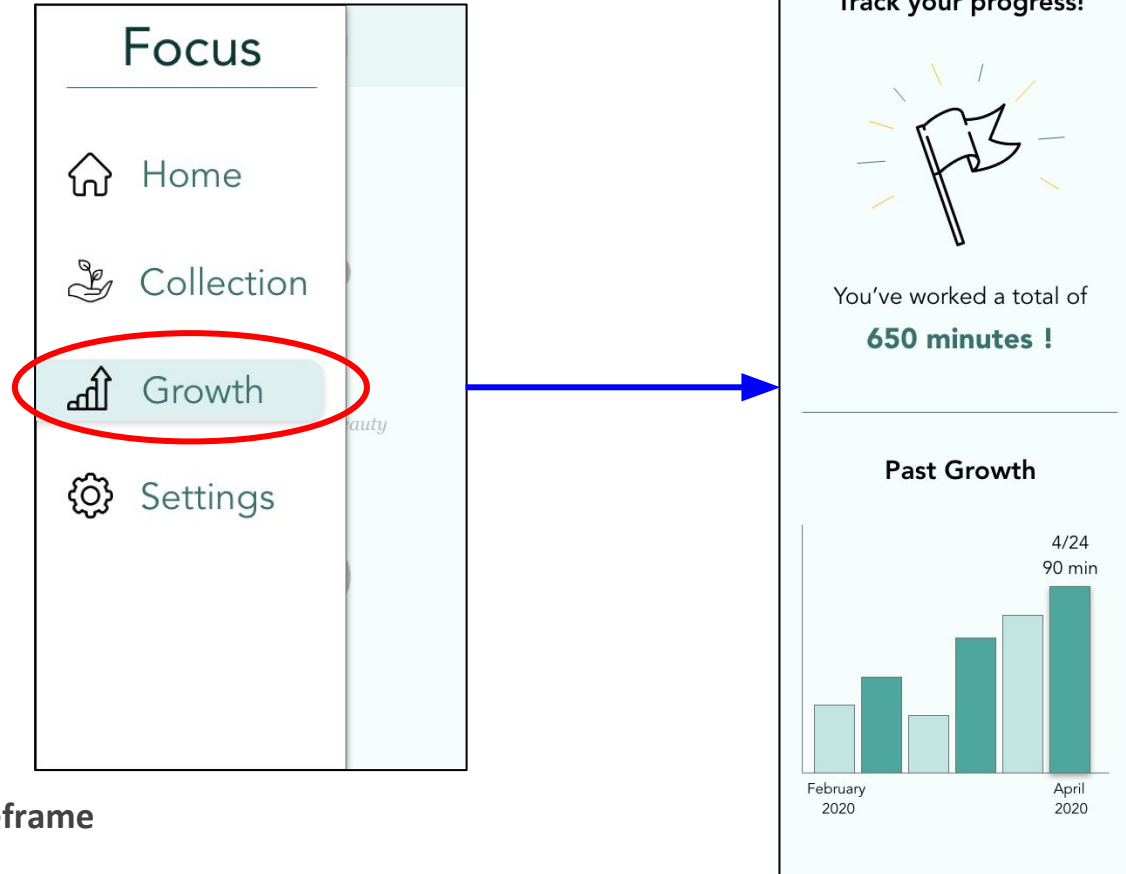 Focus
Home
Collection
Growth
Settings
Track your progress!
You've worked a total of
650 minutes !
Past Growth
4/24
90 min
February
2020
April
2020